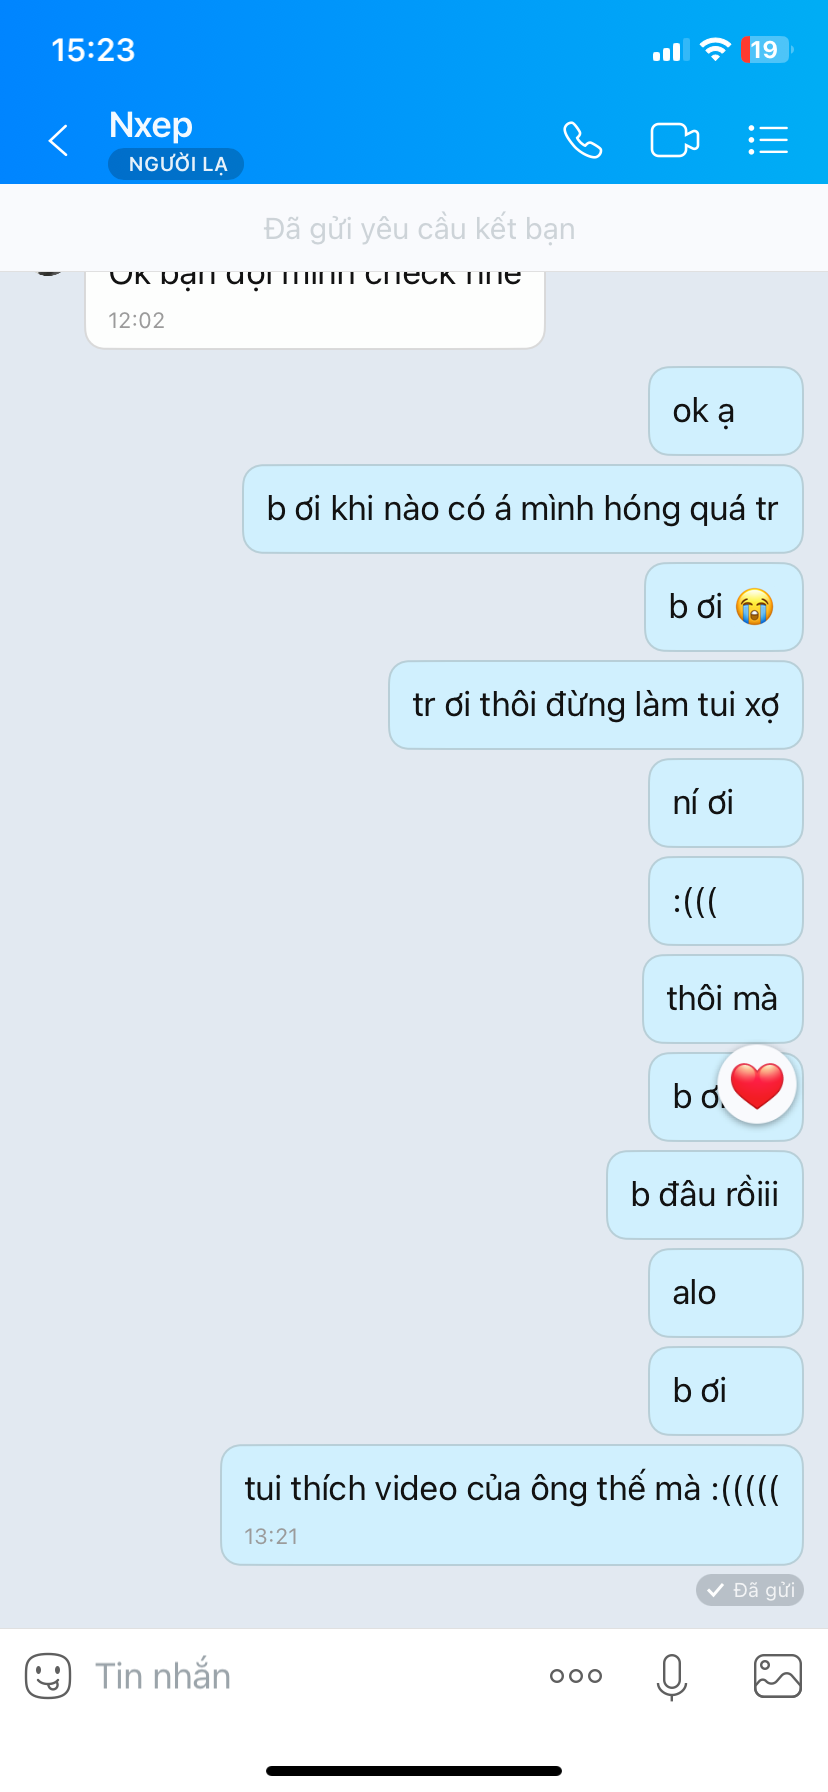 15:23
19
Nxep
NGƯỜI LẠ
Đã gửi yêu cầu kết bạn
Ok bạn đợi mình check nhé
12:02
ok ạ
b ơi khi nào có á mình hóng quá tr
b ơi 😭
tr ơi thôi đừng làm tui xợ
ní ơi
:(((
thôi mà
b ơi
b đâu rồiii
alo
b ơi
tui thích video của ông thế mà :(((((
13:21
Đã gửi
Tin nhắn